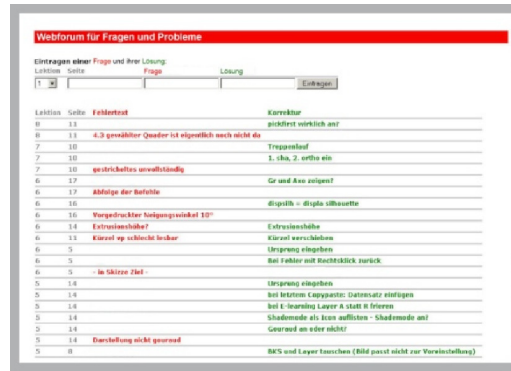 Webforum für Fragen und Probleme
Eintragen einer Frage und ihrer Lösung:
Lektion Seite Frage Lösung
1 Eintragen
Lektion Seite Fehlertext Korrektur
8 11 pickfirst wirklich an?
8 11 4.3 gewählter Quader ist eigentlich noch nicht da
7 10 Treppenlauf
7 10 1. sba, 2. ortho ein
7 10 gestricheltes unvollständig
6 17 Gr und Axo zeigen?
6 17 Abfolge der Befehle
6 16 dispsilh = displa silhouette
6 16 Vorgedruckter Neigungswinkel 10°
6 14 Extrusionshöhe? Extrusionshöhe
6 11 Kürzel vp schlecht lesbar Kürzel verschieben
6 5 Ursprung eingeben
6 5 Bei Fehler mit Rechtsklick zurück
6 5 - in Skizze Ziel -
5 14 Ursprung eingeben
5 14 bei letztem Copypaste: Datensatz einfügen
5 14 bei E-learning Layer A statt R frieren
5 14 Shademode als Icon auflisten - Shademode an?
5 14 Gouraud an oder nicht?
5 14 Darstellung nicht gouroud
5 8 BKS und Layer tauschen (Bild passt nicht zur Voreinstellung)